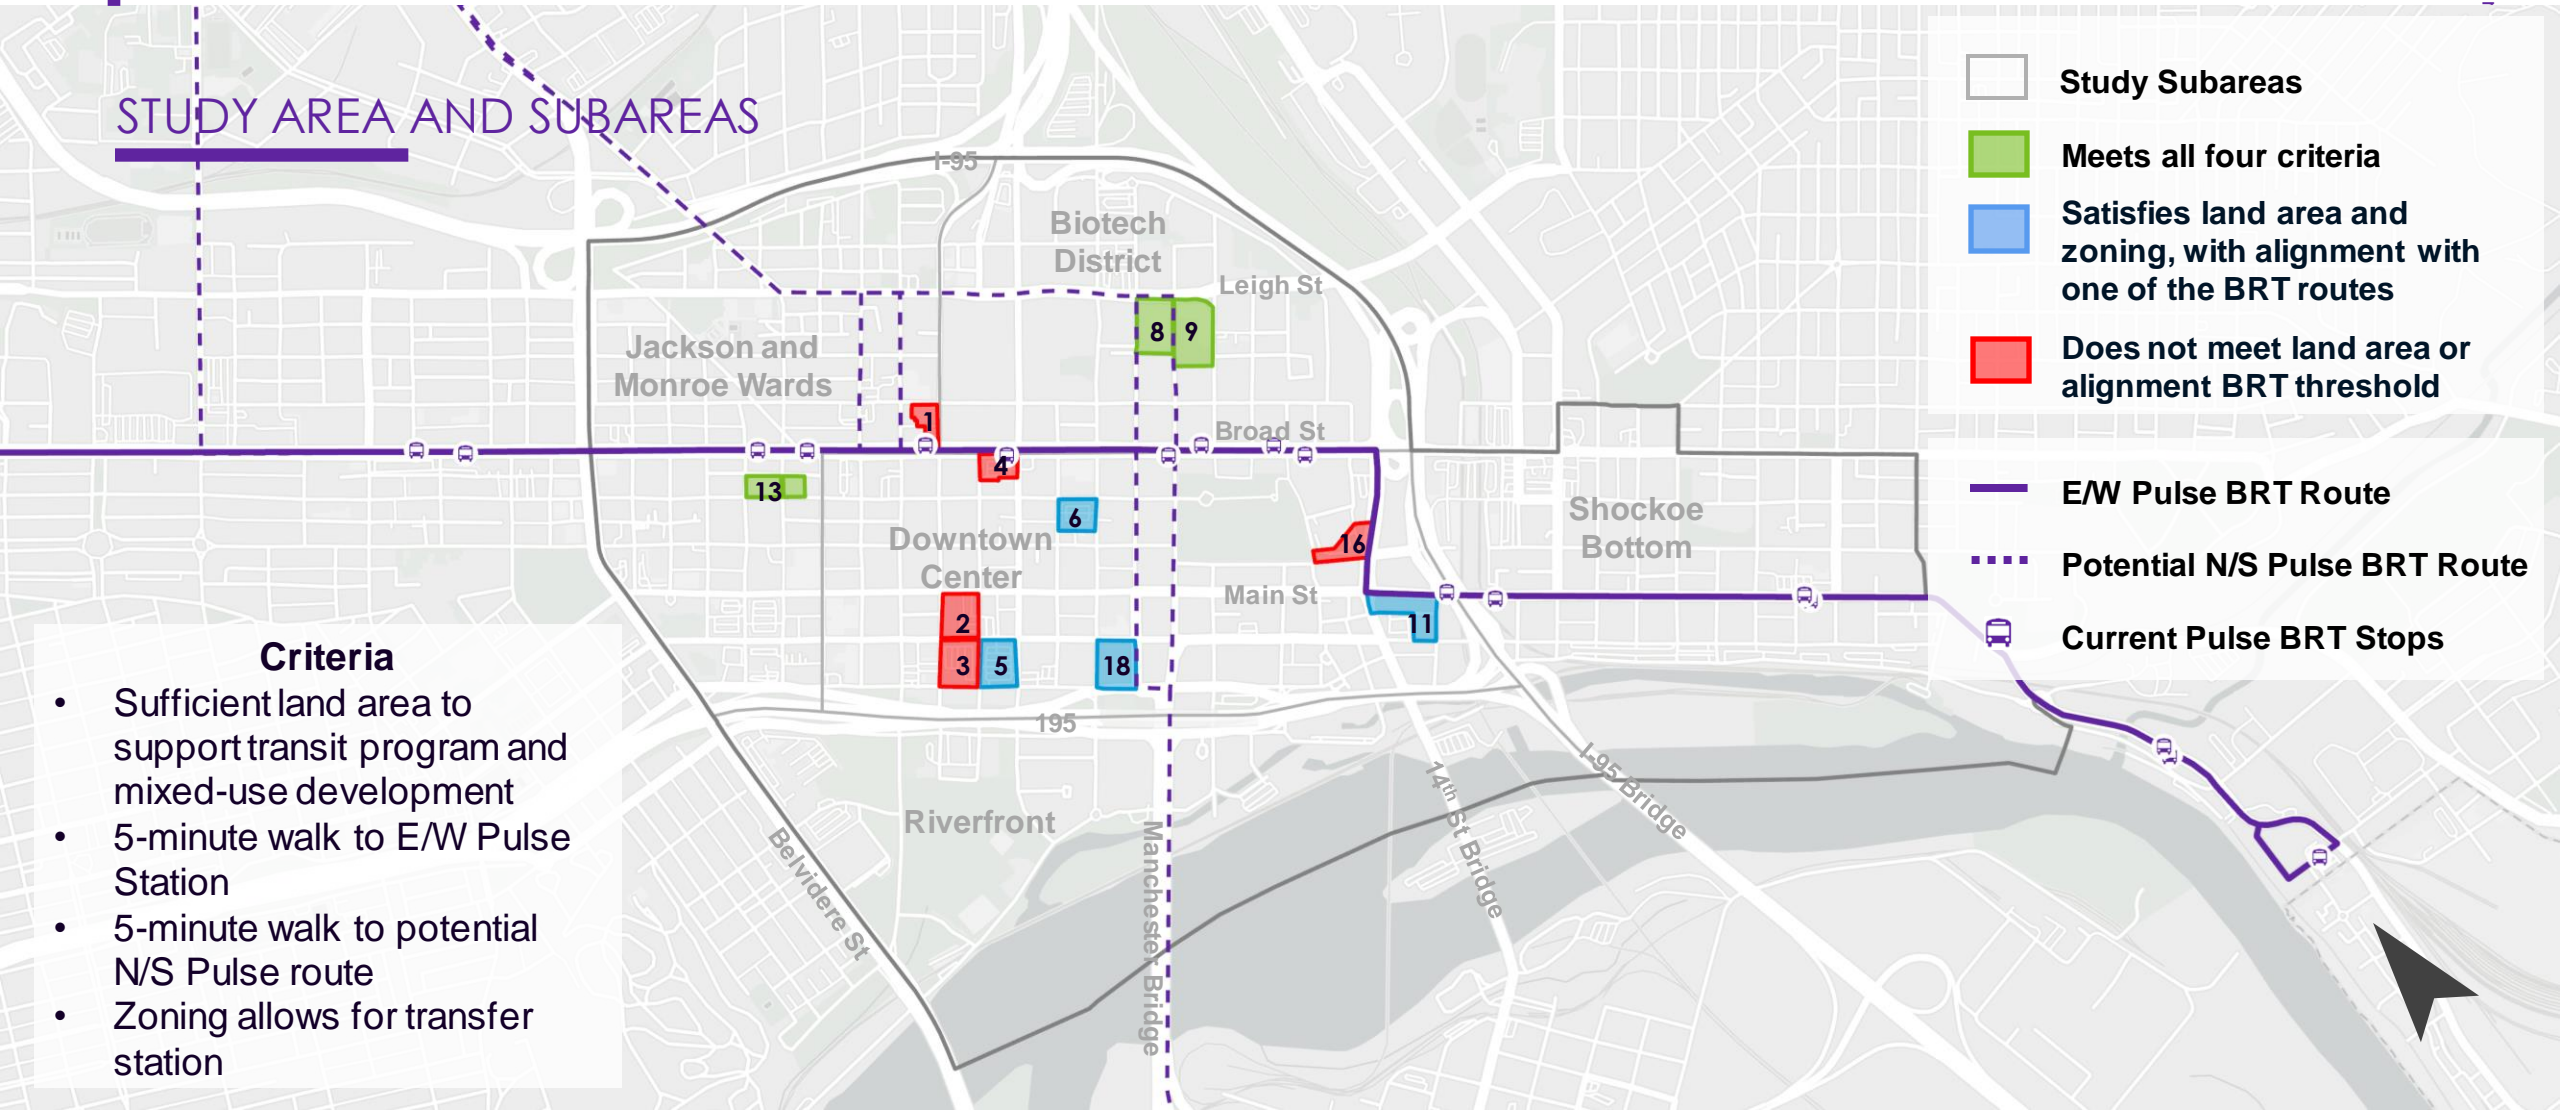 STUDY AREA AND SUBAREAS
I-95
Biotech
District
Leigh St
Jackson and
Monroe Wards
8
9
1
Broad St
4
13
6
Downtown
Center
Shockoe
Bottom
16
Main St
2
11
3
5
18
195
Riverfront
Belvidere St
Manchester Bridge
14th St Bridge
I-95 Bridge
Study Subareas
Meets all four criteria
Satisfies land area and
zoning, with alignment with
one of the BRT routes
Does not meet land area or
alignment BRT threshold
E/W Pulse BRT Route
Potential N/S Pulse BRT Route
Current Pulse BRT Stops
Criteria
• Sufficient land area to
support transit program and
mixed-use development
• 5-minute walk to E/W Pulse
Station
• 5-minute walk to potential
N/S Pulse route
• Zoning allows for transfer
station